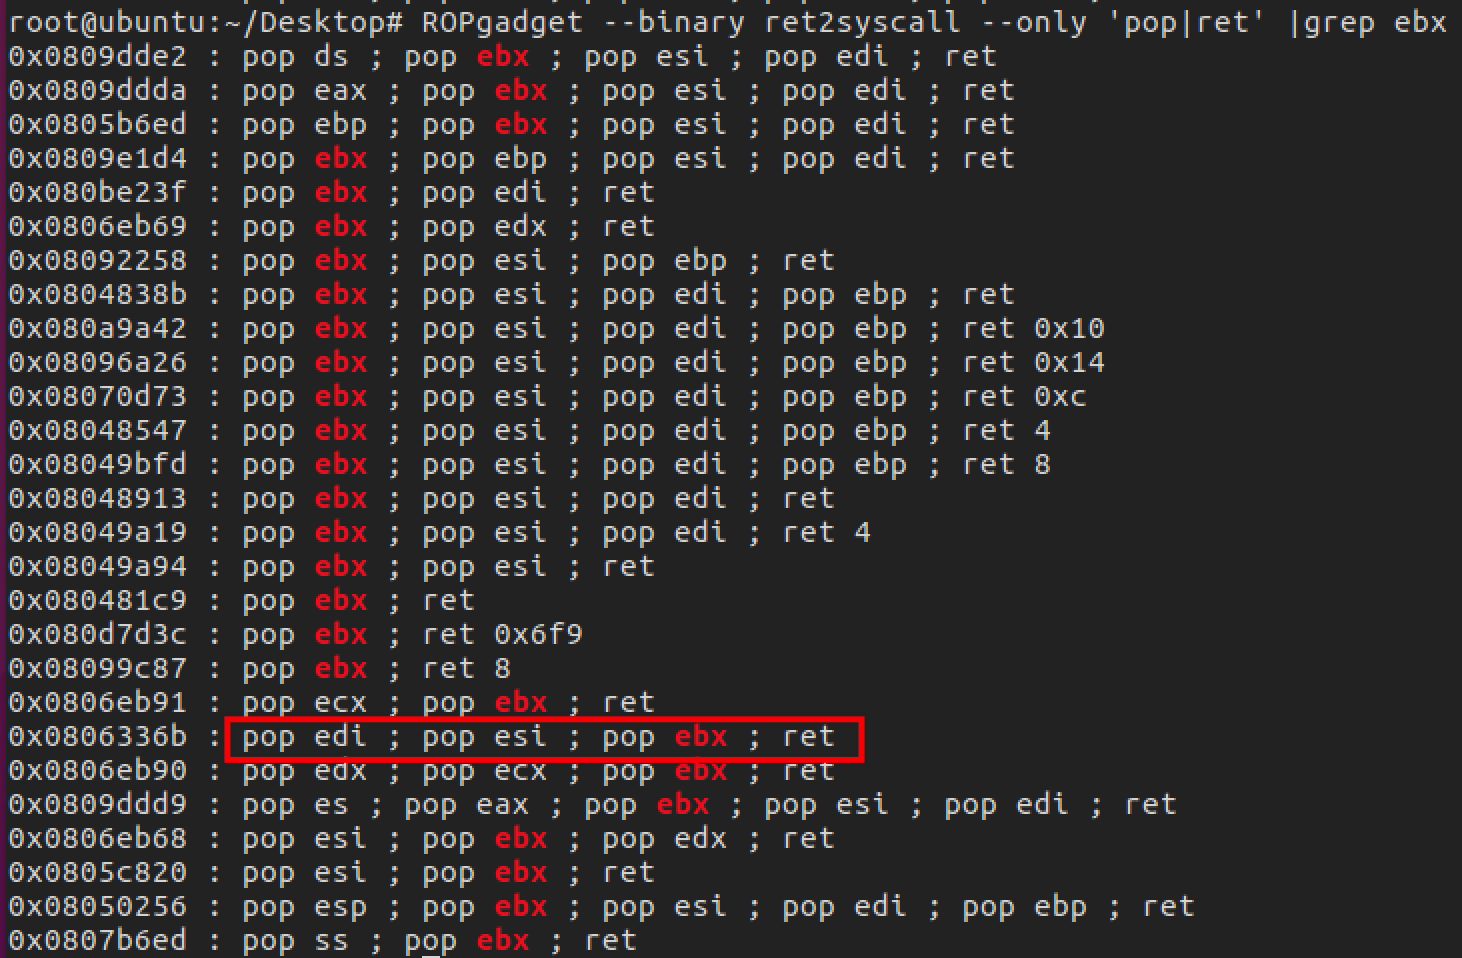 root@ubuntu:~/Desktop# ROPgadget --binary ret2syscall --only 'pop|ret' |grep ebx
0x0809dde2 : pop ds ; pop ebx ; pop esi ; pop edi ; ret
0x0809ddda : pop eax ; pop ebx ; pop esi ; pop edi ; ret
0x0805b6ed : pop ebp ; pop ebx ; pop esi ; pop edi ; ret
0x0809e1d4 : pop ebx ; pop ebp ; pop esi ; pop edi ; ret
0x080be23f : pop ebx ; pop edi ; ret
0x0806eb69 : pop ebx ; pop edx ; ret
0x08092258 : pop ebx ; pop esi ; pop ebp ; ret
0x0804838b : pop ebx ; pop esi ; pop edi ; pop ebp ; ret
0x080a9a42 : pop ebx ; pop esi ; pop edi ; pop ebp ; ret 0x10
0x08096a26 : pop ebx ; pop esi ; pop edi ; pop ebp ; ret 0x14
0x08070d73 : pop ebx ; pop esi ; pop edi ; pop ebp ; ret 0xc
0x08048547 : pop ebx ; pop esi ; pop edi ; pop ebp ; ret 4
0x08049bfd : pop ebx ; pop esi ; pop edi ; pop ebp ; ret 8
0x08048913 : pop ebx ; pop esi ; pop edi ; ret
0x08049a19 : pop ebx ; pop esi ; pop edi ; ret 4
0x08049a94 : pop ebx ; pop esi ; ret
0x080481c9 : pop ebx ; ret
0x080d7d3c : pop ebx ; ret 0x6f9
0x08099c87 : pop ebx ; ret 8
0x0806eb91 : pop ecx ; pop ebx ; ret
0x0806336b : pop edi ; pop esi ; pop ebx ; ret
0x0806eb90 : pop edx ; pop ecx ; pop ebx ; ret
0x0809ddd9 : pop es ; pop eax ; pop ebx ; pop esi ; pop edi ; ret
0x0806eb68 : pop esi ; pop ebx ; pop edx ; ret
0x0805c820 : pop esi ; pop ebx ; ret
0x08050256 : pop esp ; pop ebx ; pop esi ; pop edi ; pop ebp ; ret
0x0807b6ed : pop ss ; pop ebx ; ret